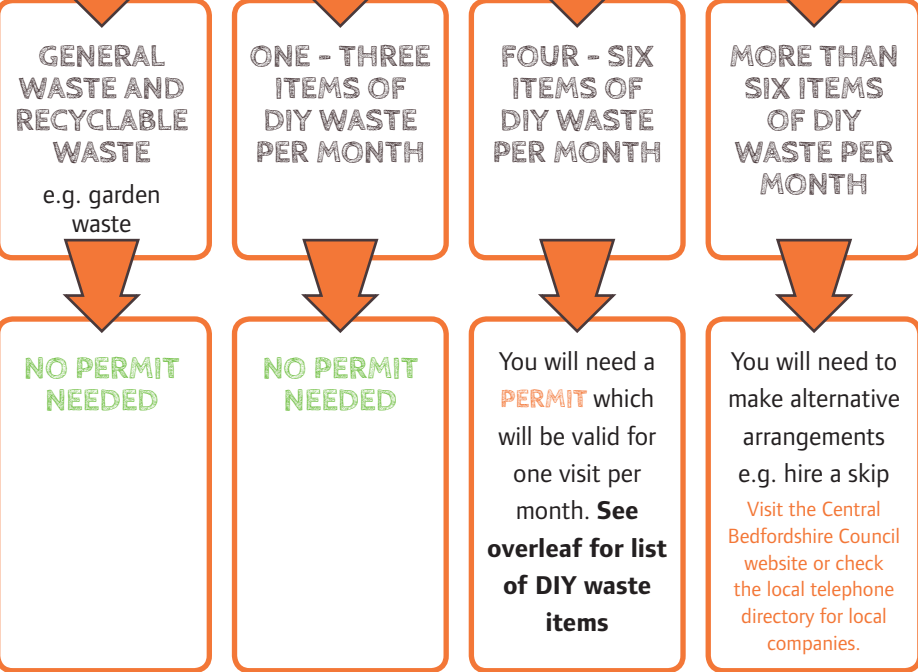 GENERAL
WASTE AND
RECYCLABLE
WASTE
e.g. garden
waste
ONE - THREE
ITEMS OF
DIY WASTE
PER MONTH
FOUR - SIX
ITEMS OF
DIY WASTE
PER MONTH
MORE THAN
SIX ITEMS
OF DIY
WASTE PER
MONTH
NO PERMIT
NEEDED
NO PERMIT
NEEDED
You will need a
PERMIT which
will be valid for
one visit per
month. See
overleaf for list
of DIY waste
items
You will need to
make alternative
arrangements
e.g. hire a skip
Visit the Central
Bedfordshire Council
website or check
the local telephone
directory for local
companies.